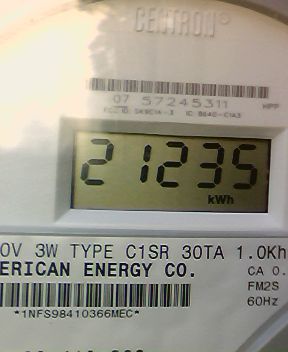 CENTRON®
07 57245311
HPP
21235
kWh
0V 3W TYPE C1SR 30TA 1.0Kh
ERICAN ENERGY CO.
CA 0.
FM2S
60Hz
*1NFS98410366MEC*